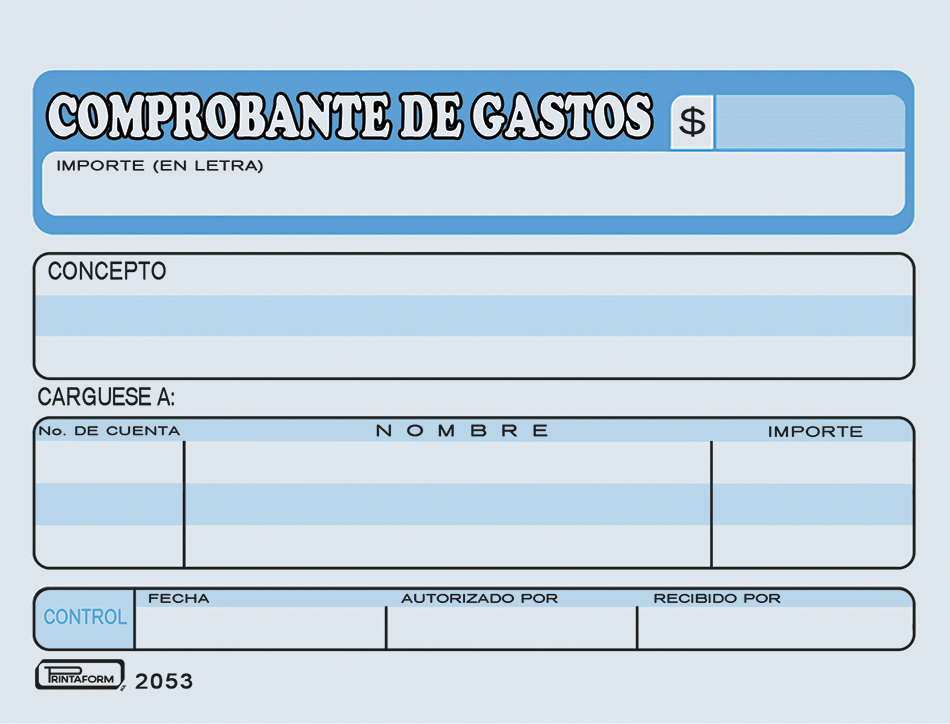 COMPROBANTE DE GASTOS $
IMPORTE (EN LETRA)
CONCEPTO
CARGUESE A:
No. DE CUENTA NOMBRE IMPORTE
CONTROL FECHA AUTORIZADO POR RECIBIDO POR
PRINTAFORM 2053